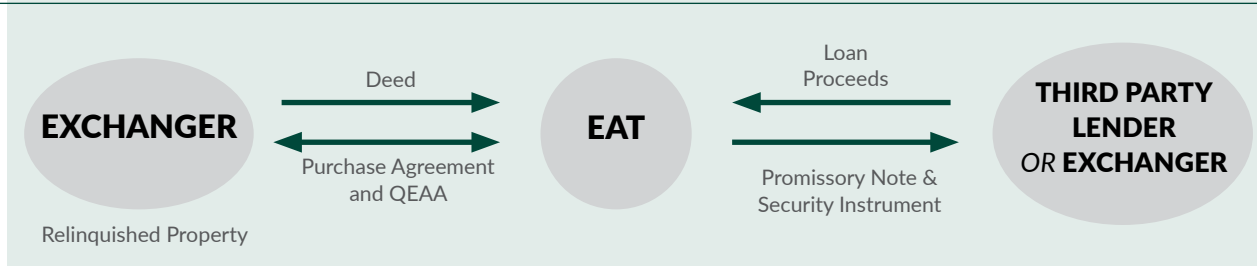 EXCHANGER
Relinquished Property
Deed
Purchase Agreement
and QEAA
EAT
Loan
Proceeds
Promissory Note &
Security Instrument
THIRD PARTY
LENDER
OR EXCHANGER